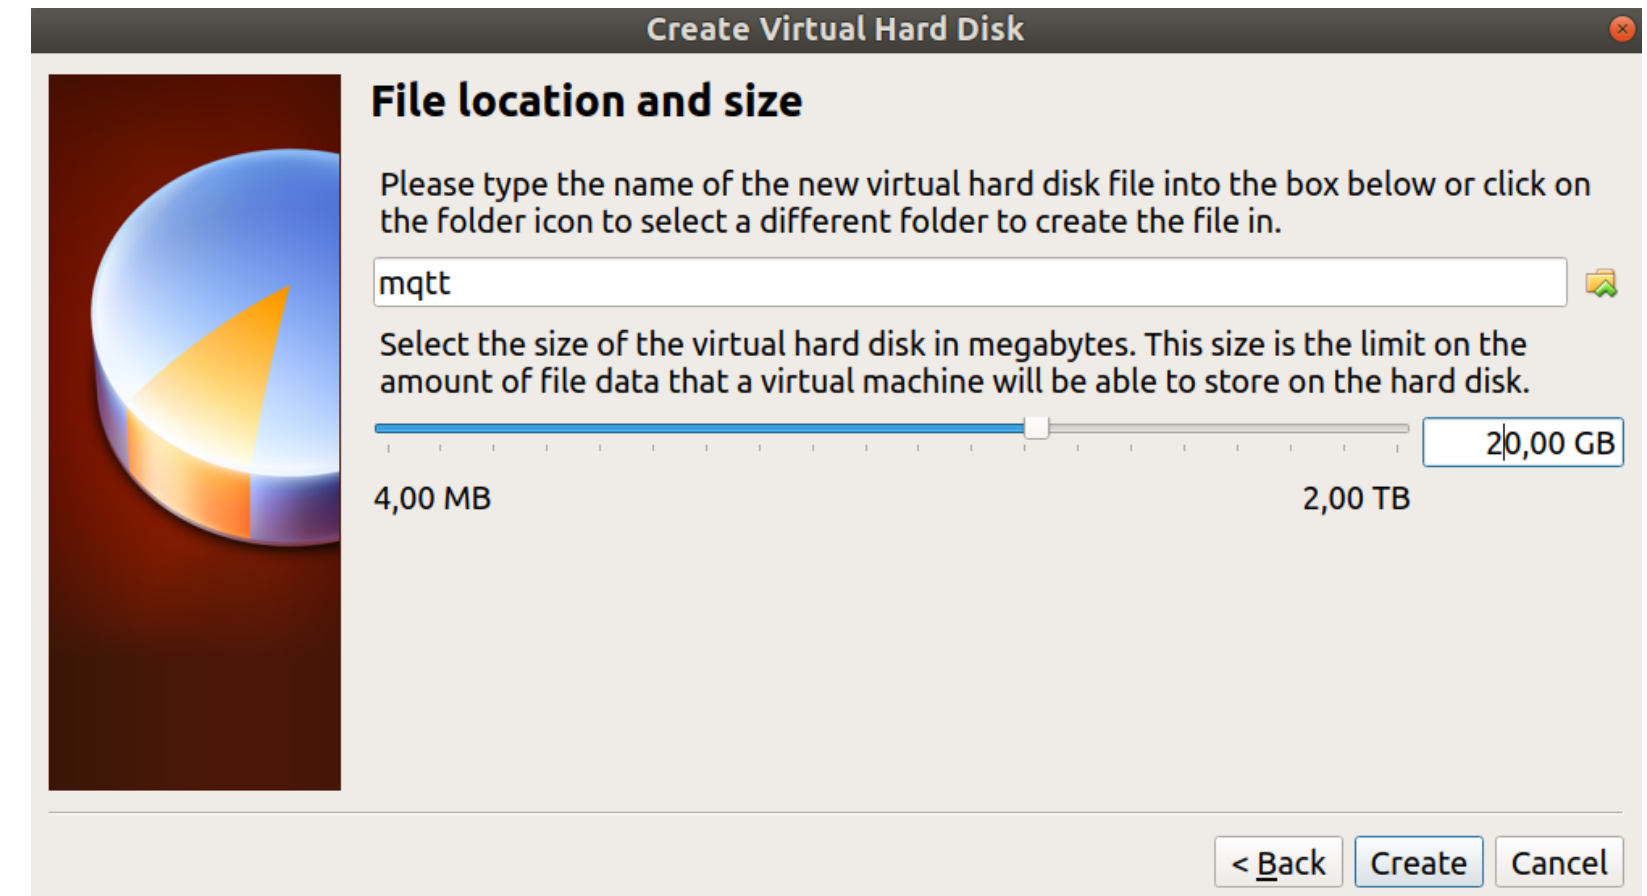 Create Virtual Hard Disk
File location and size
Please type the name of the new virtual hard disk file into the box below or click on
the folder icon to select a different folder to create the file in.
mqtt
Select the size of the virtual hard disk in megabytes. This size is the limit on the
amount of file data that a virtual machine will be able to store on the hard disk.
20,00 GB
4,00 MB 2,00 TB
< Back Create Cancel